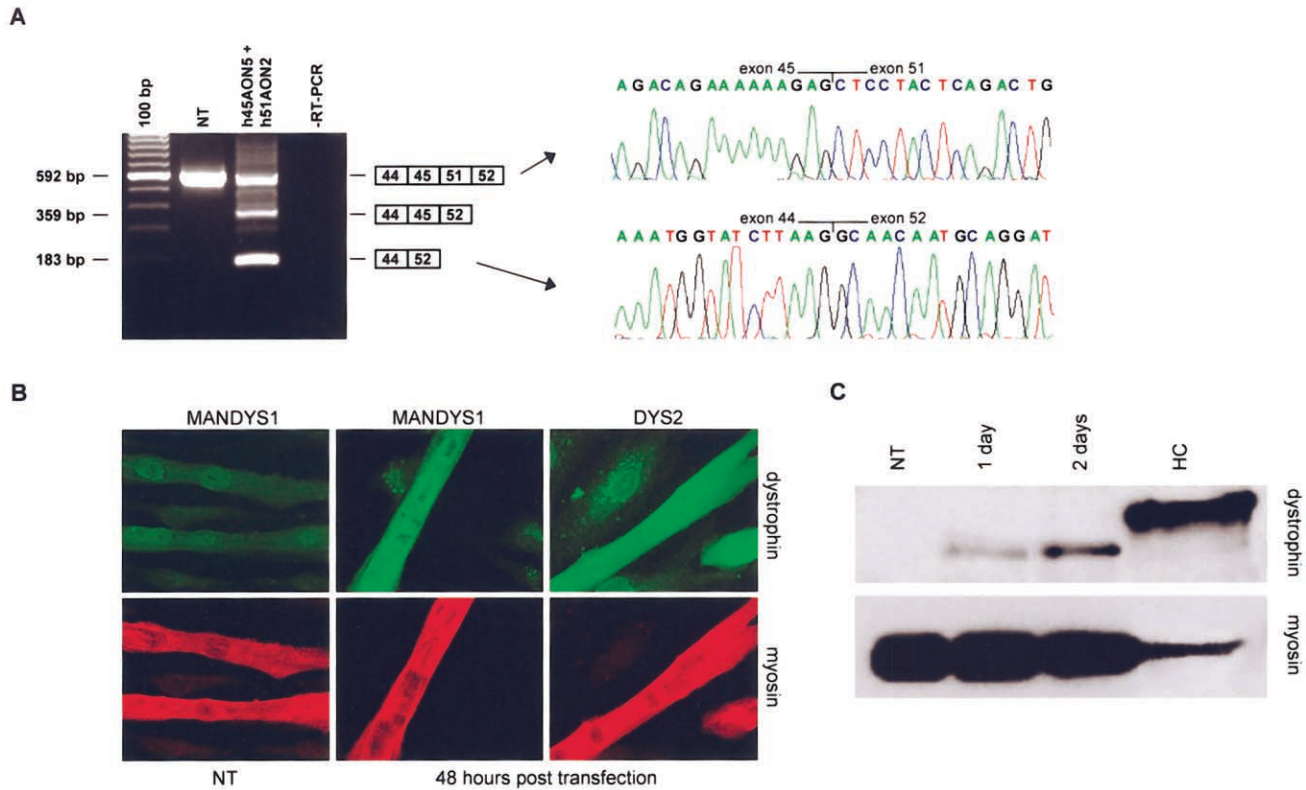 A
100 bp
NT
h45AON5 +
h51AON2
-RT-PCR
592 bp
359 bp
183 bp
44 45 51 52
44 45 52
44 52
exon 45 exon 51
AGACAGAAAAAAGAGCTCCTACTCAGACTG
exon 44 exon 52
AAATGGTATCTTAAGGCAACAATGCAGGAT
B
MANDYS1
MANDYS1
DYS2
dystrophin
myosin
NT
48 hours post transfection
C
NT
1 day
2 days
HC
dystrophin
myosin